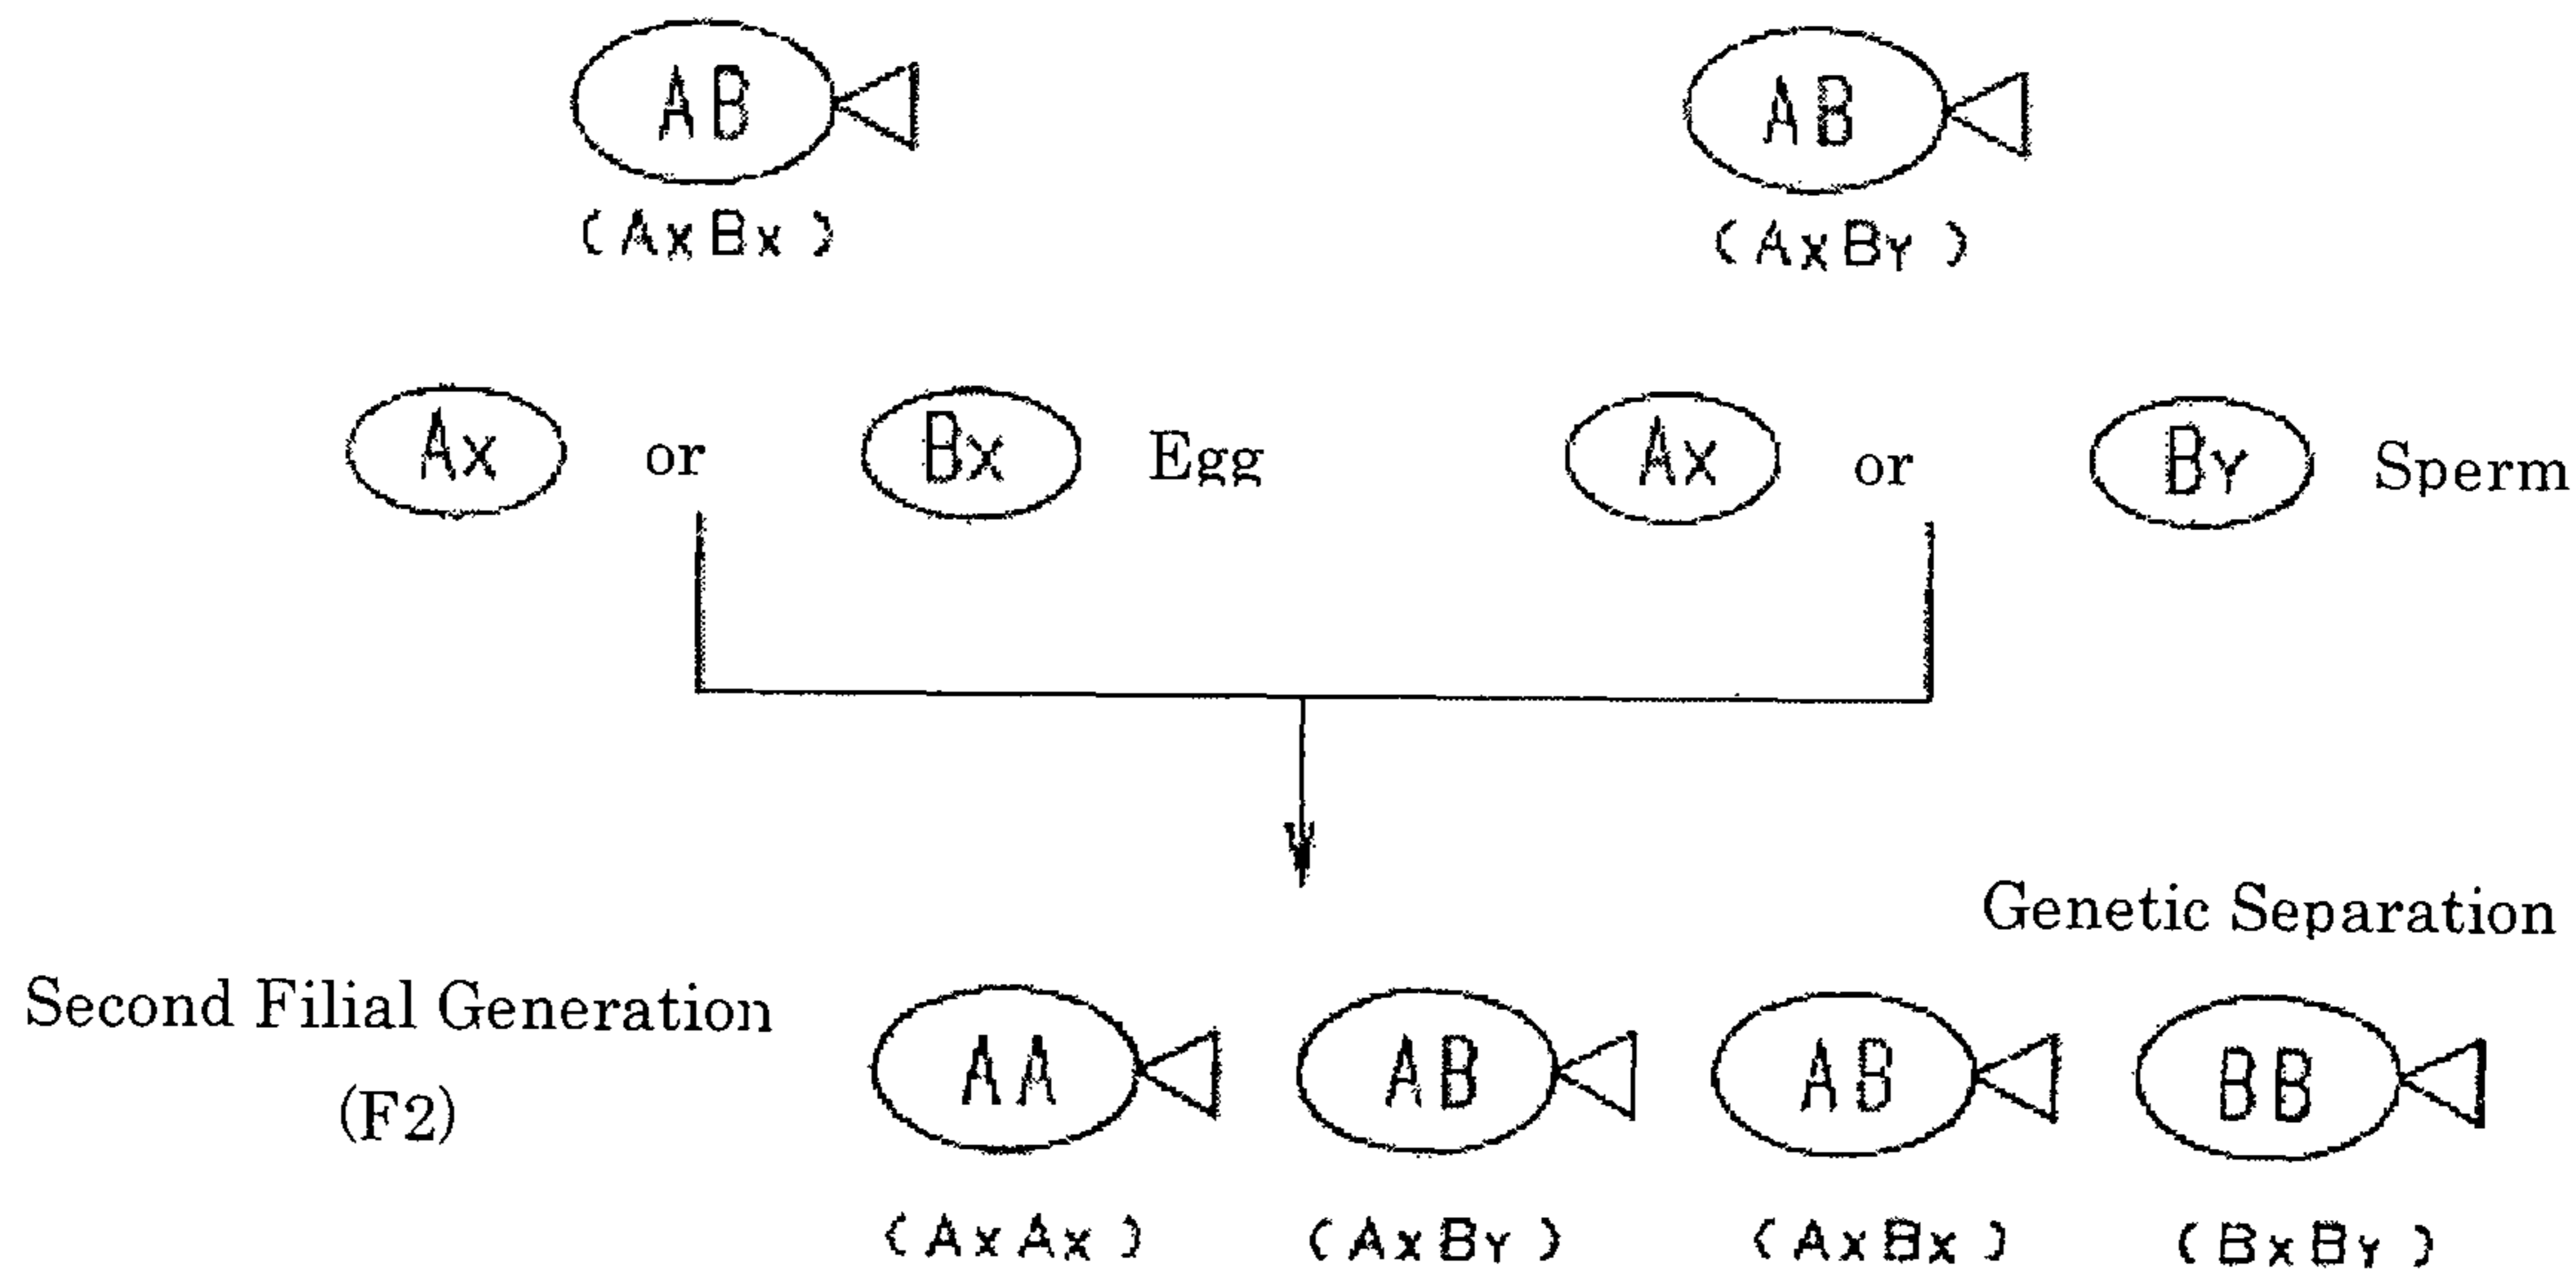 AB AB
(AxBx) (AxBY)
Ax or Bx Egg Ax or BY Sperm
Genetic Separation
Second Filial Generation
(F2)
AA AB AB BB
(AxAx) (AxBY) (AxBx) (BxBY)